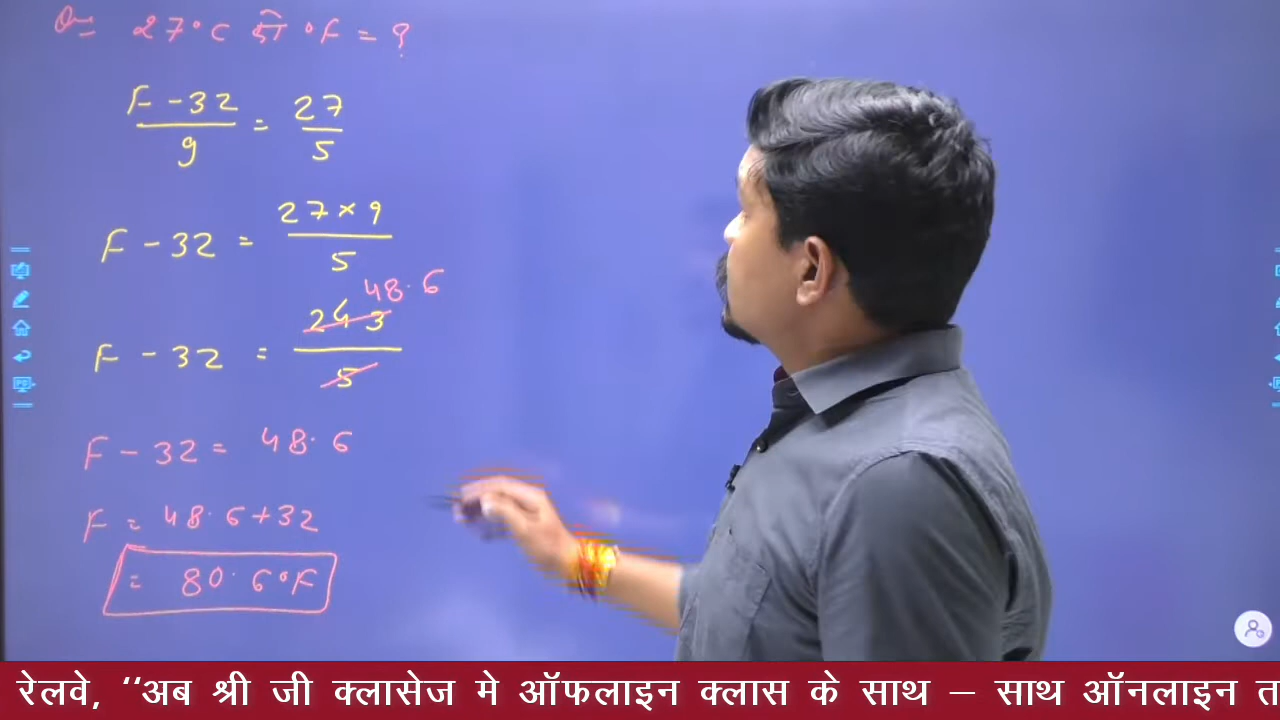 Que 27°C को °F = ?
F - 32 / 9 = 27 / 5
F - 32 = 27 × 9 / 5
48.6
F - 32 = 243 / 5
F - 32 = 48.6
F = 48.6 + 32
= 80.6°F
रेलवे, ‘‘अब श्री जी क्लासेज मे ऑफलाइन क्लास के साथ – साथ ऑनलाइन त